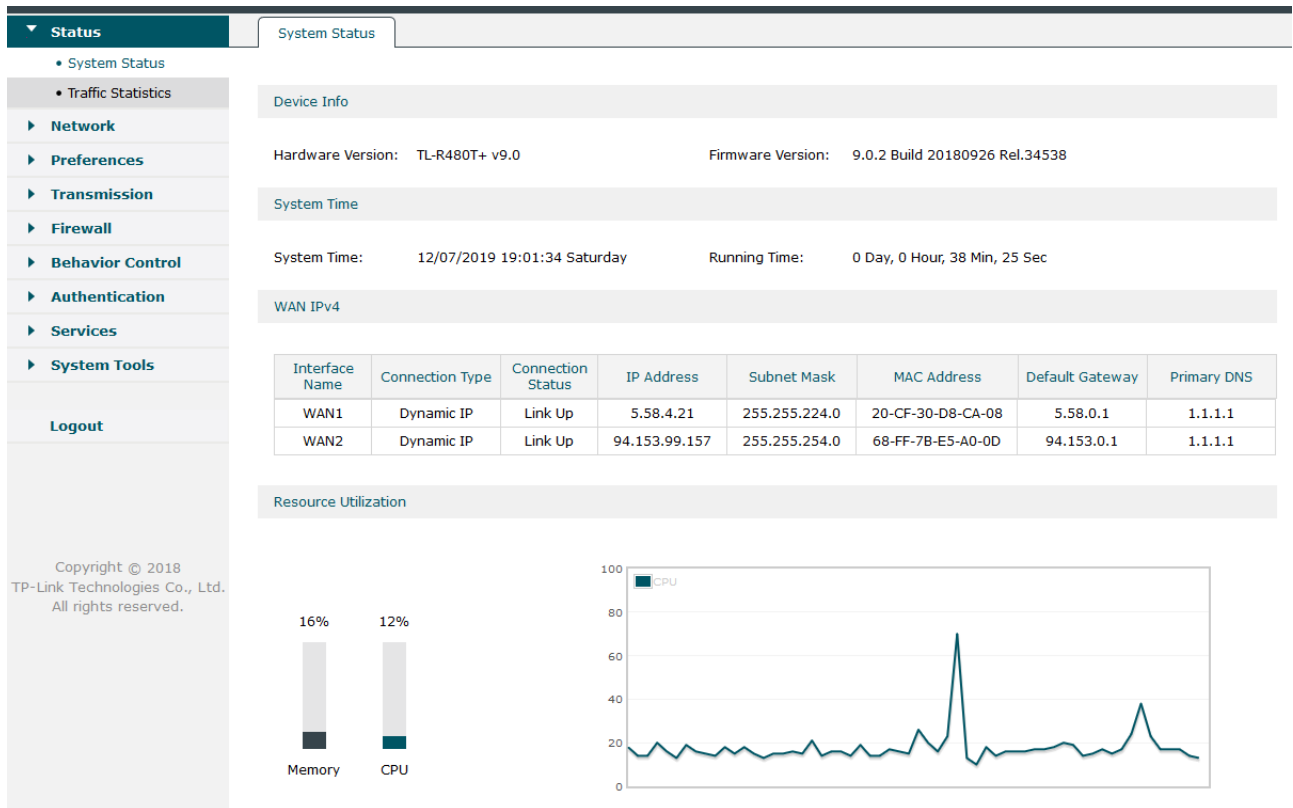 Status
System Status
• System Status
• Traffic Statistics
Network
Preferences
Transmission
Firewall
Behavior Control
Authentication
Services
System Tools
Logout
Copyright © 2018
TP-Link Technologies Co., Ltd.
All rights reserved.
Device Info
Hardware Version: TL-R480T+ v9.0 Firmware Version: 9.0.2 Build 20180926 Rel.34538
System Time
System Time: 12/07/2019 19:01:34 Saturday Running Time: 0 Day, 0 Hour, 38 Min, 25 Sec
WAN IPv4
Interface Name Connection Type Connection Status IP Address Subnet Mask MAC Address Default Gateway Primary DNS
WAN1 Dynamic IP Link Up 5.58.4.21 255.255.224.0 20-CF-30-D8-CA-08 5.58.0.1 1.1.1.1
WAN2 Dynamic IP Link Up 94.153.99.157 255.255.254.0 68-FF-7B-E5-A0-0D 94.153.0.1 1.1.1.1
Resource Utilization
16% 12%
Memory CPU
CPU
100
80
60
40
20
0